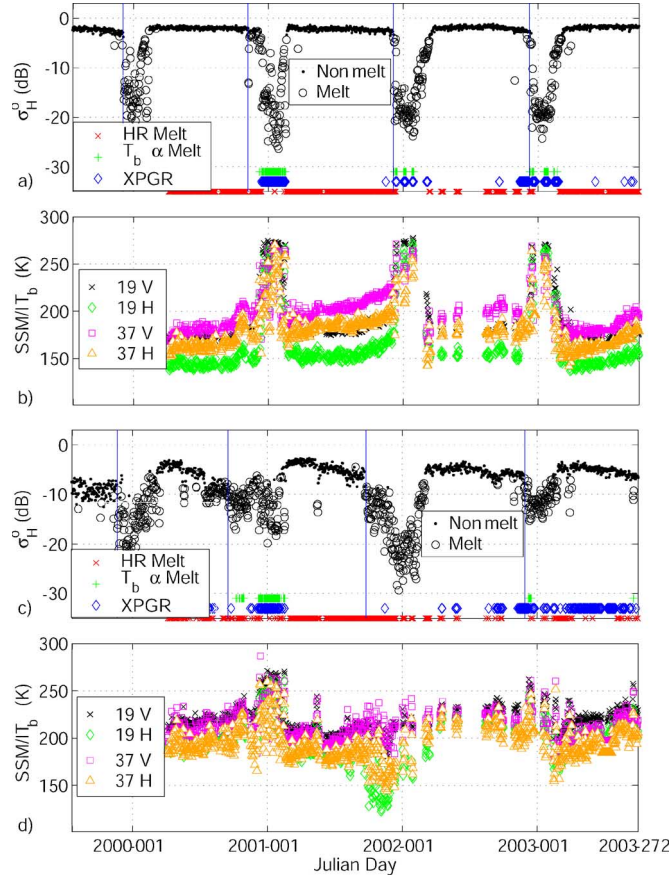 0
-10
-20
-30
σ°H (dB)
Non melt
Melt
HR Melt
Tb α Melt
XPGR
a)
300
250
200
150
SSM/I Tb (K)
19 V
19 H
37 V
37 H
b)
0
-10
-20
-30
σ°H (dB)
Non melt
Melt
HR Melt
Tb α Melt
XPGR
c)
300
250
200
150
SSM/I Tb (K)
19 V
19 H
37 V
37 H
d)
2000-001 2001-001 2002-001 2003-001 2003-272
Julian Day